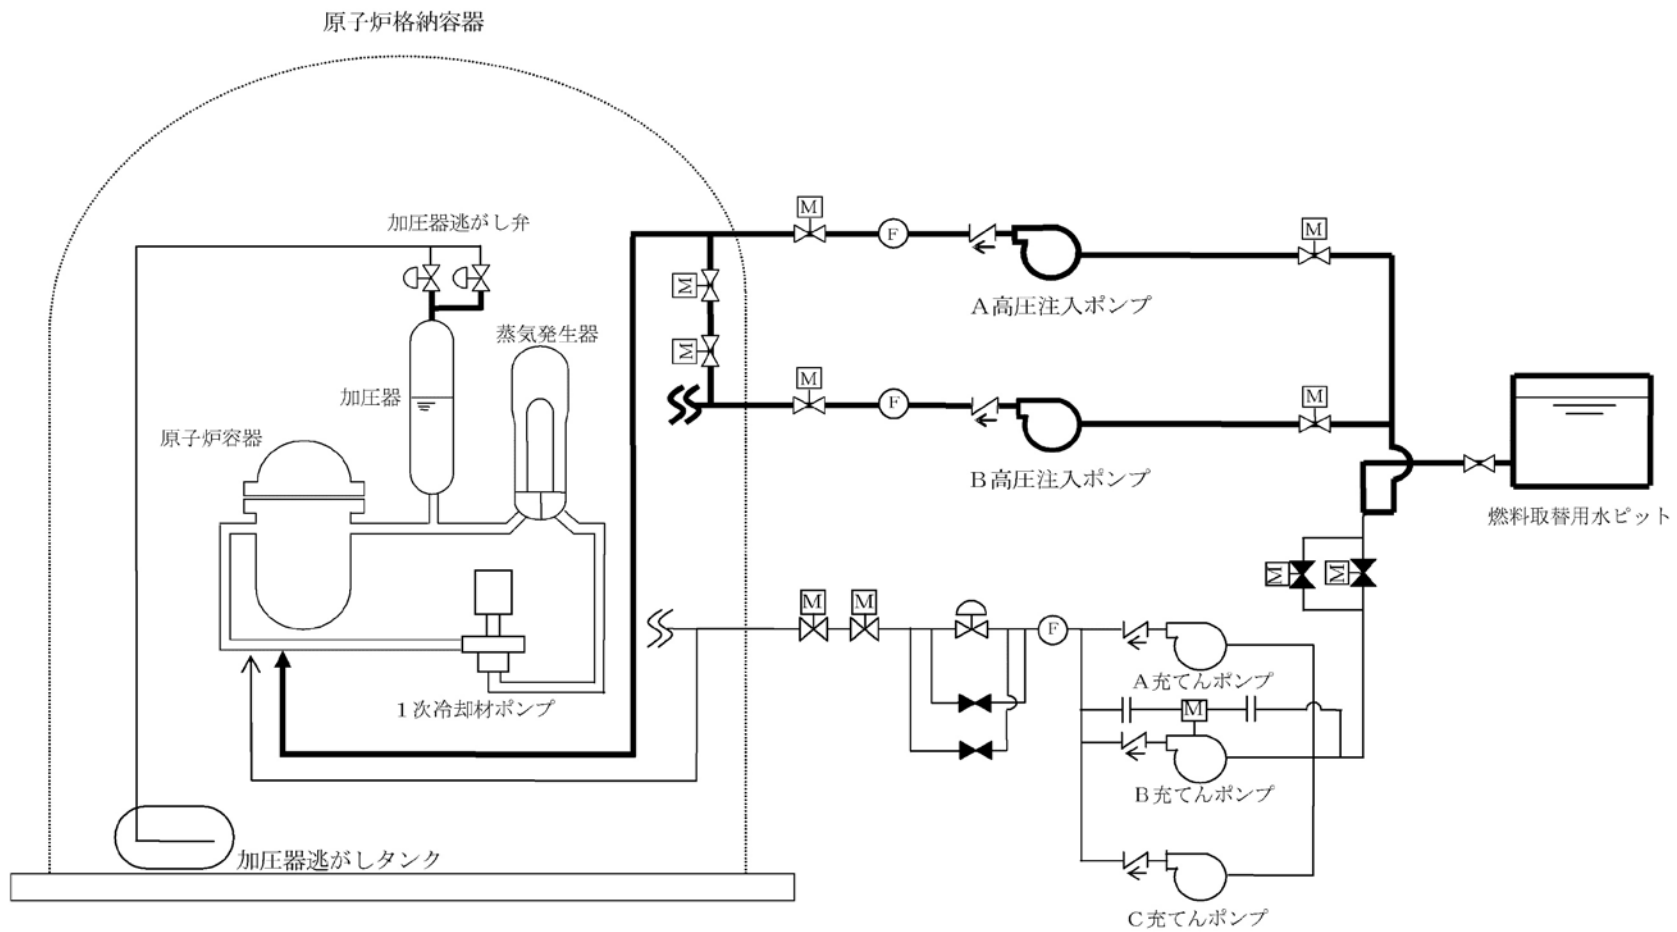 原子炉格納容器
加圧器逃がし弁
M
M
F
M
A高圧注入ポンプ
蒸気発生器
M
加圧器
M
F
M
原子炉容器
B高圧注入ポンプ
燃料取替用水ピット
M
M
M
M
F
A充てんポンプ
1次冷却材ポンプ
M
B充てんポンプ
加圧器逃がしタンク
C充てんポンプ